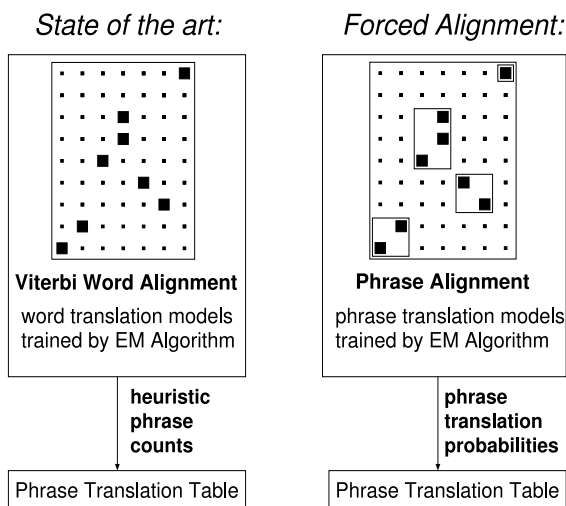 State of the art:
Viterbi Word Alignment
word translation models
trained by EM Algorithm
heuristic
phrase
counts
Phrase Translation Table
Forced Alignment:
Phrase Alignment
phrase translation models
trained by EM Algorithm
phrase
translation
probabilities
Phrase Translation Table